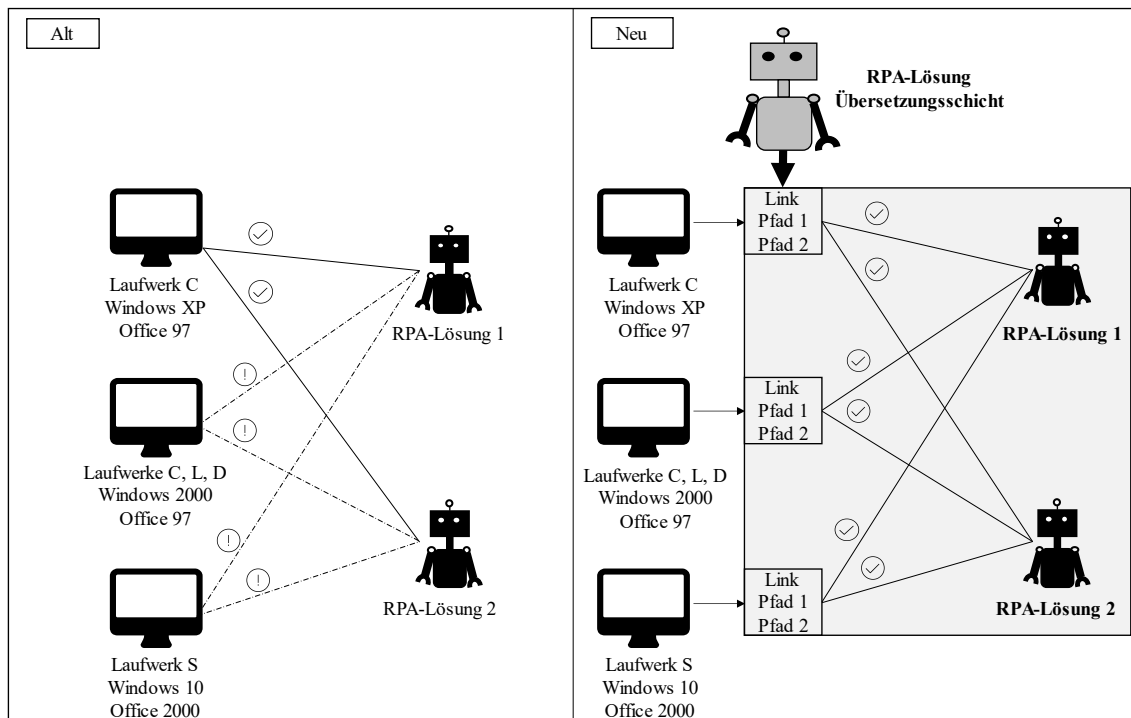 Alt
Laufwerk C
Windows XP
Office 97
Laufwerke C, L, D
Windows 2000
Office 97
Laufwerk S
Windows 10
Office 2000
!
!
!
!
RPA-Lösung 1
RPA-Lösung 2
Neu
RPA-Lösung
Übersetzungsschicht
Laufwerk C
Windows XP
Office 97
Laufwerke C, L, D
Windows 2000
Office 97
Laufwerk S
Windows 10
Office 2000
Link
Pfad 1
Pfad 2
Link
Pfad 1
Pfad 2
Link
Pfad 1
Pfad 2
RPA-Lösung 1
RPA-Lösung 2